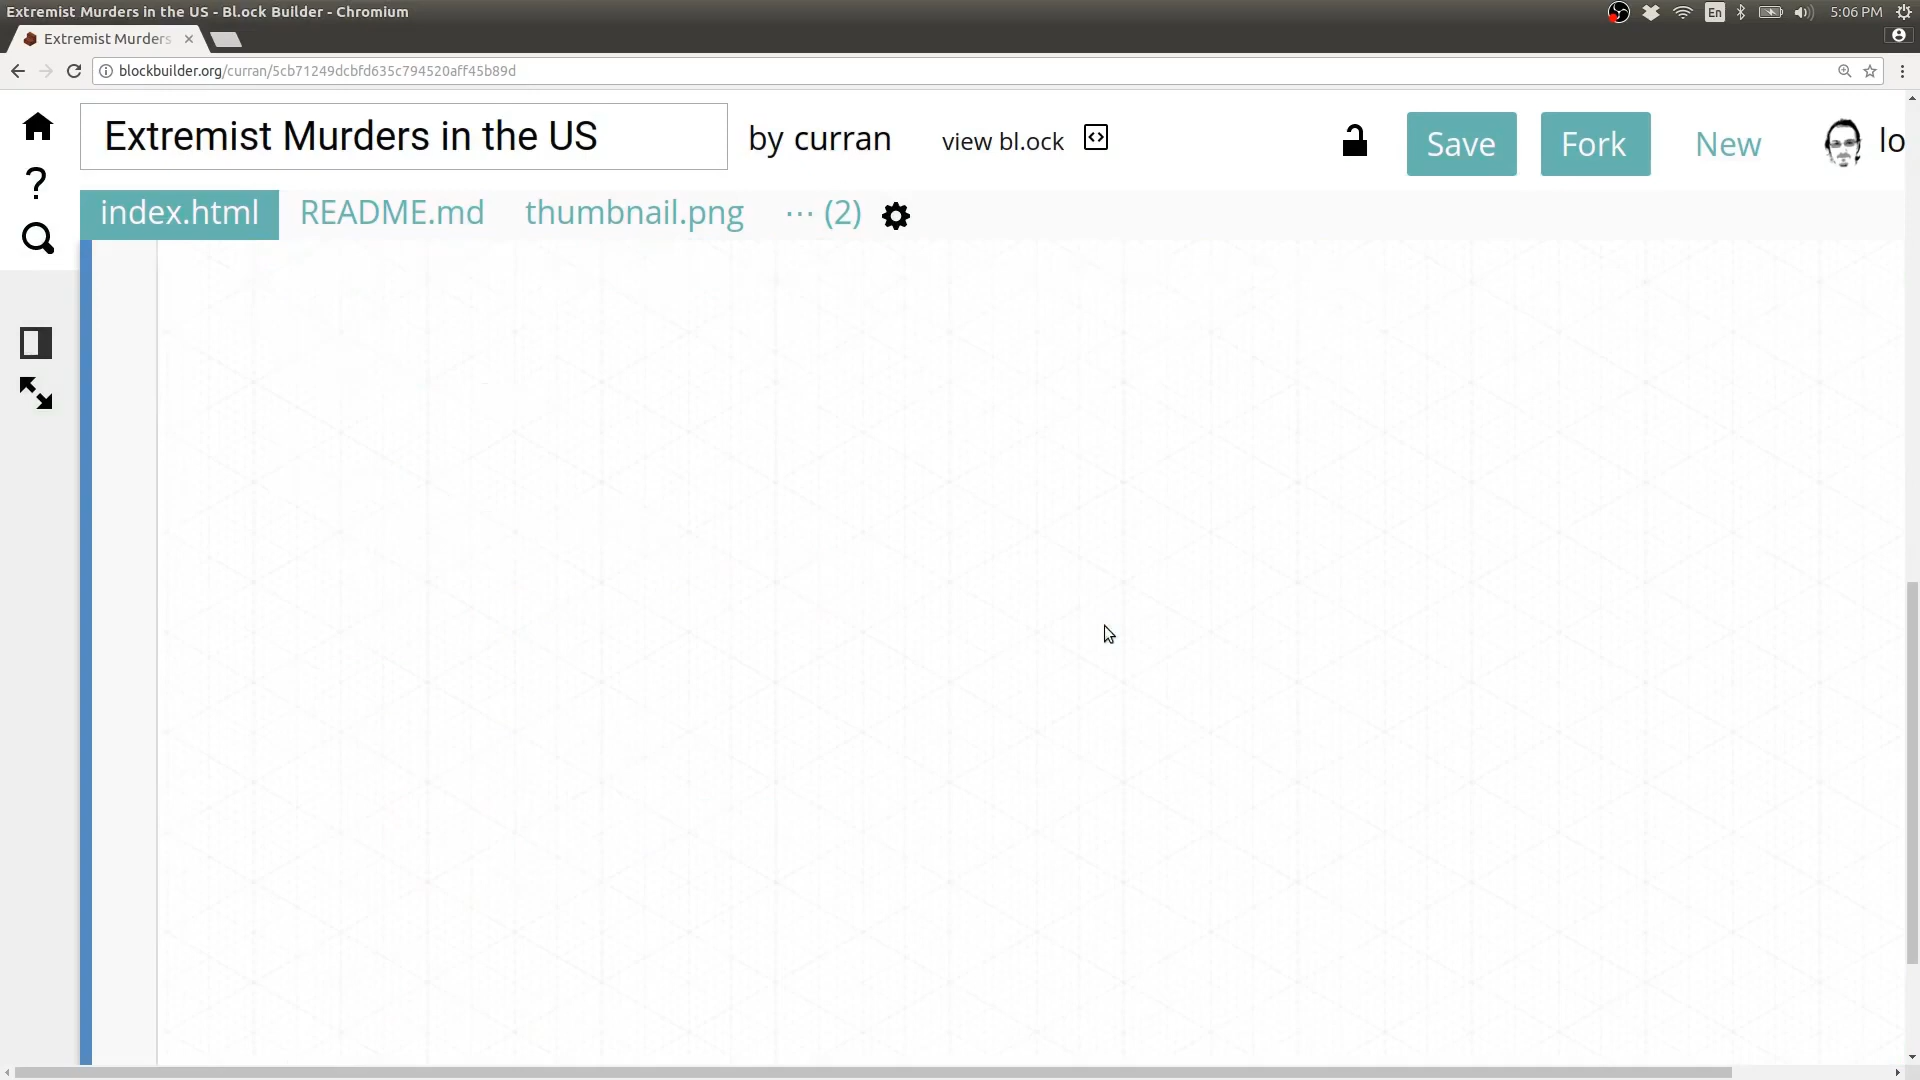 Extremist Murders in the US - Bl.ock Builder - Chromium
En
5:06 PM
Extremist Murders
blockbuilder.org/curran/5cb71249dcbfd635c794520aff45b89d
Extremist Murders in the US
by curran
view bl.ock
Save
Fork
New
lo
?
index.html
README.md
thumbnail.png
··· (2)